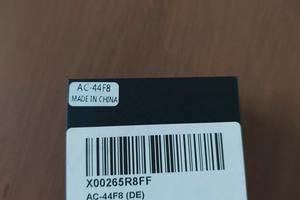 AC-44F8
MADE IN CHINA
X00265R8FF
AC-44F8 (DE)